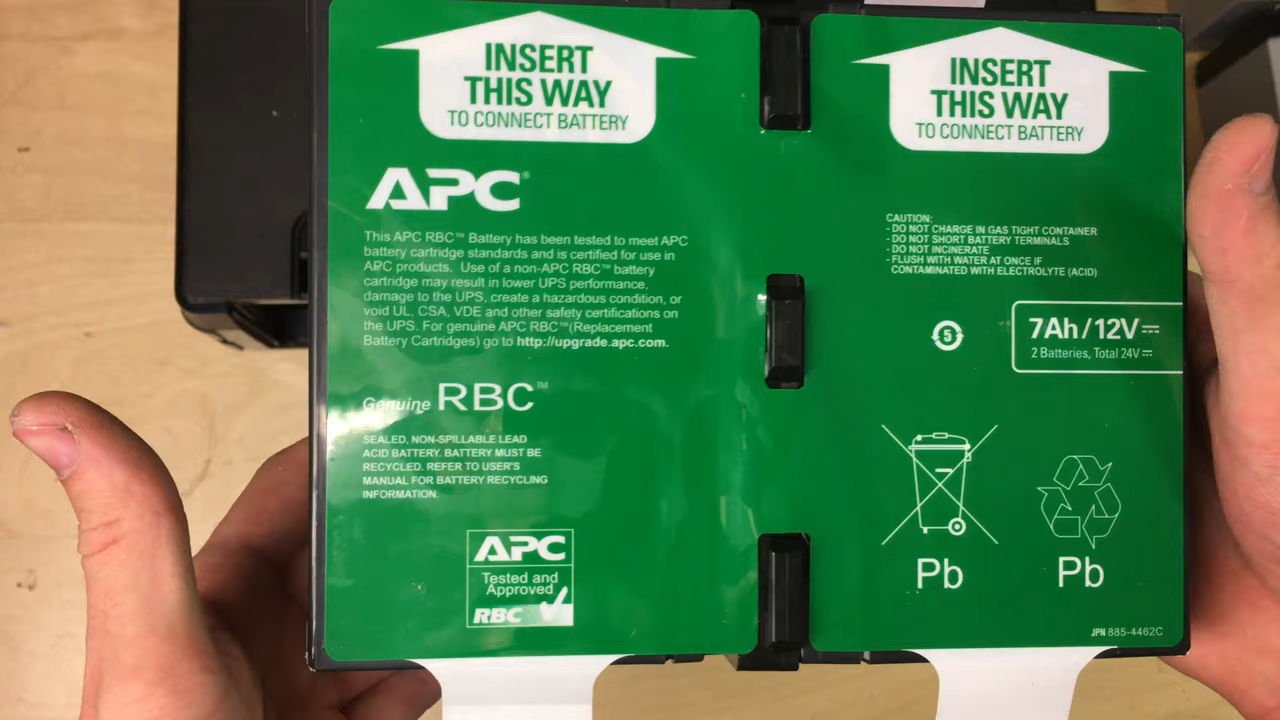 INSERT
THIS WAY
TO CONNECT BATTERY
APC®
This APC RBC™ Battery has been tested to meet APC
battery cartridge standards and is certified for use in
APC products. Use of a non-APC RBC™ battery
cartridge may result in lower UPS performance,
damage to the UPS, create a hazardous condition, or
void UL, CSA, VDE and other safety certifications on
the UPS. For genuine APC RBC™(Replacement
Battery Cartridges) go to http://upgrade.apc.com.
Genuine RBC™
SEALED, NON-SPILLABLE LEAD
ACID BATTERY. BATTERY MUST BE
RECYCLED. REFER TO USER'S
MANUAL FOR BATTERY RECYCLING
INFORMATION.
APC
Tested and
Approved
RBC
INSERT
THIS WAY
TO CONNECT BATTERY
CAUTION:
- DO NOT CHARGE IN GAS TIGHT CONTAINER
- DO NOT SHORT BATTERY TERMINALS
- DO NOT INCINERATE
- FLUSH WITH WATER AT ONCE IF
CONTAMINATED WITH ELECTROLYTE (ACID)
5
7Ah/12V⎓
2 Batteries, Total 24V⎓
Pb
Pb
JPN 885-4462C